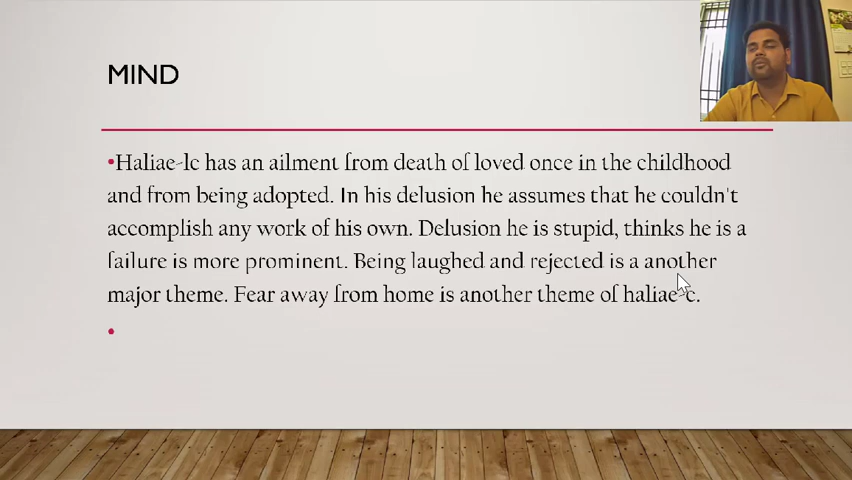 MIND
•Haliae-lc has an ailment from death of loved once in the childhood
and from being adopted. In his delusion he assumes that he couldn't
accomplish any work of his own. Delusion he is stupid, thinks he is a
failure is more prominent. Being laughed and rejected is a another
major theme. Fear away from home is another theme of haliae-c.
•